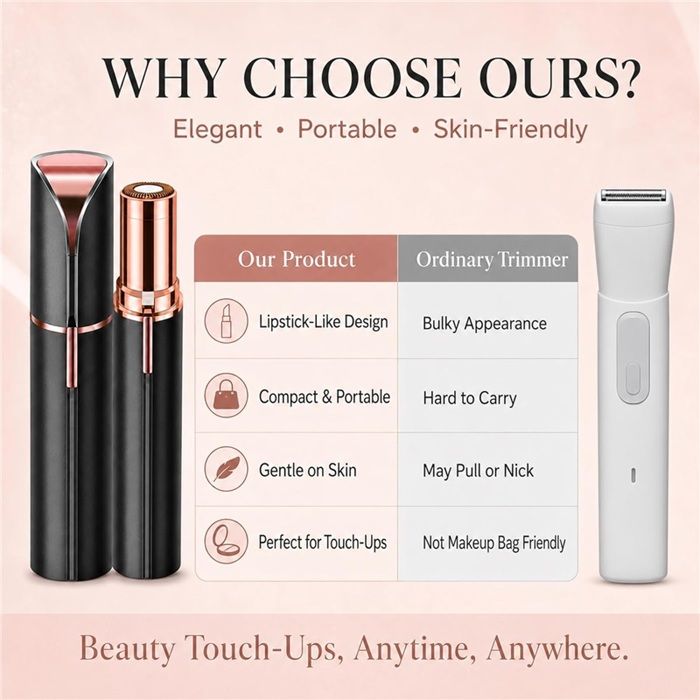 WHY CHOOSE OURS?
Elegant • Portable • Skin-Friendly
Our Product
Ordinary Trimmer
Lipstick-Like Design
Bulky Appearance
Compact & Portable
Hard to Carry
Gentle on Skin
May Pull or Nick
Perfect for Touch-Ups
Not Makeup Bag Friendly
Beauty Touch-Ups, Anytime, Anywhere.